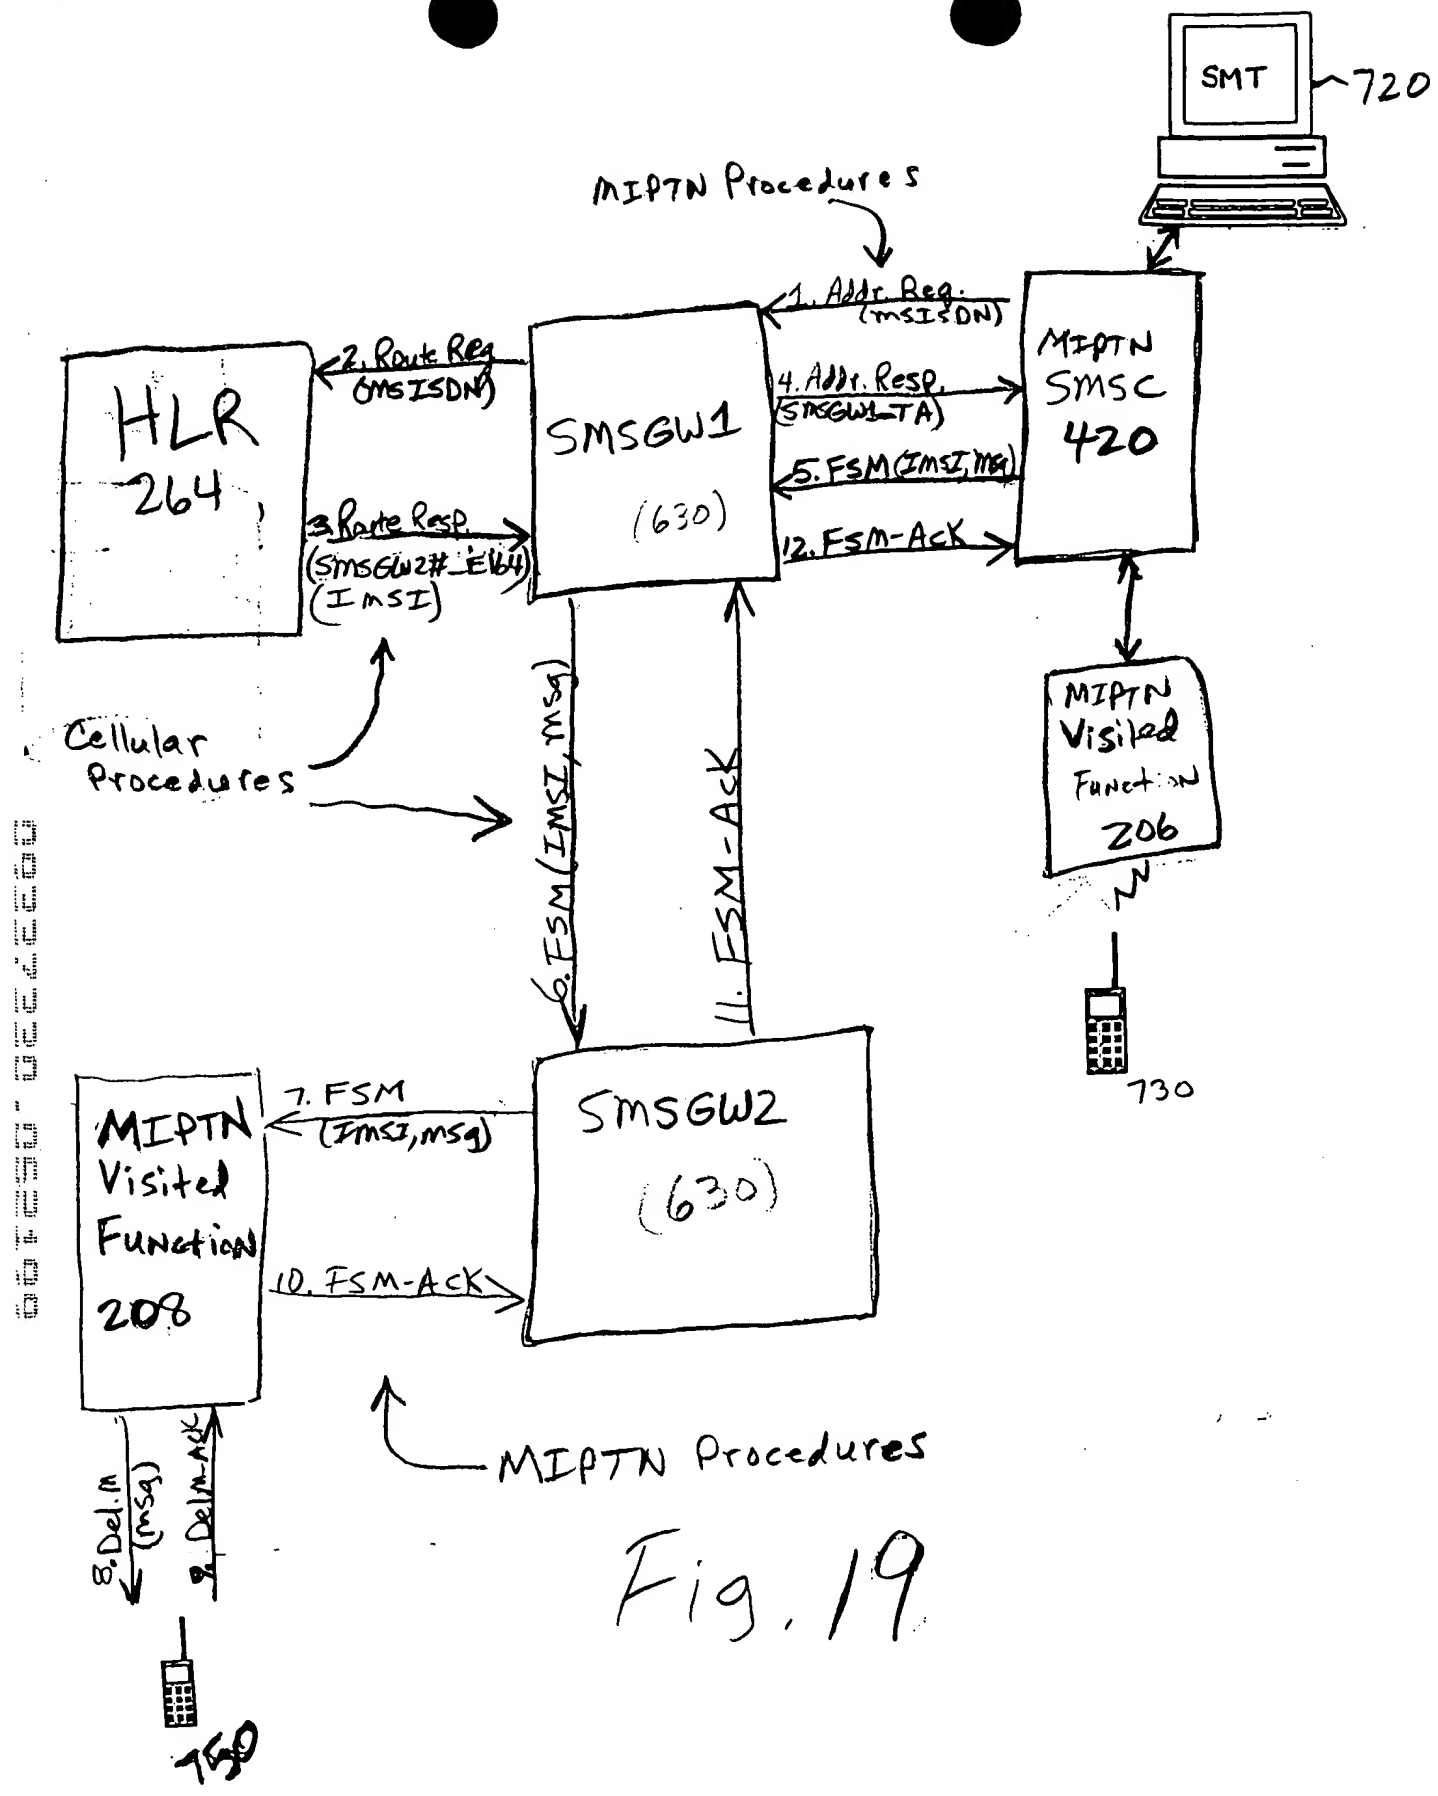 SMT
720
MIPTN Procedures
1. Addr. Req.
(MSISDN)
MIPTN
SMSC
420
2. Route Req
(MSISDN)
HLR
264
SMSGW1
(630)
4. Addr. Resp.
(SMSGW1_TA)
5. FSM (IMSI, msg)
3. Route Resp.
(SMSGW2#_E164)
(IMSI)
12. FSM-Ack
Cellular
Procedures
6. FSM (IMSI, msg)
11. FSM-Ack
MIPTN
Visited
Function
206
730
MIPTN
Visited
Function
208
7. FSM
(IMSI, msg)
SMSGW2
(630)
10. FSM-Ack
MIPTN Procedures
8. Del.m
(msg)
9. Delm-Ack
Fig. 19
750